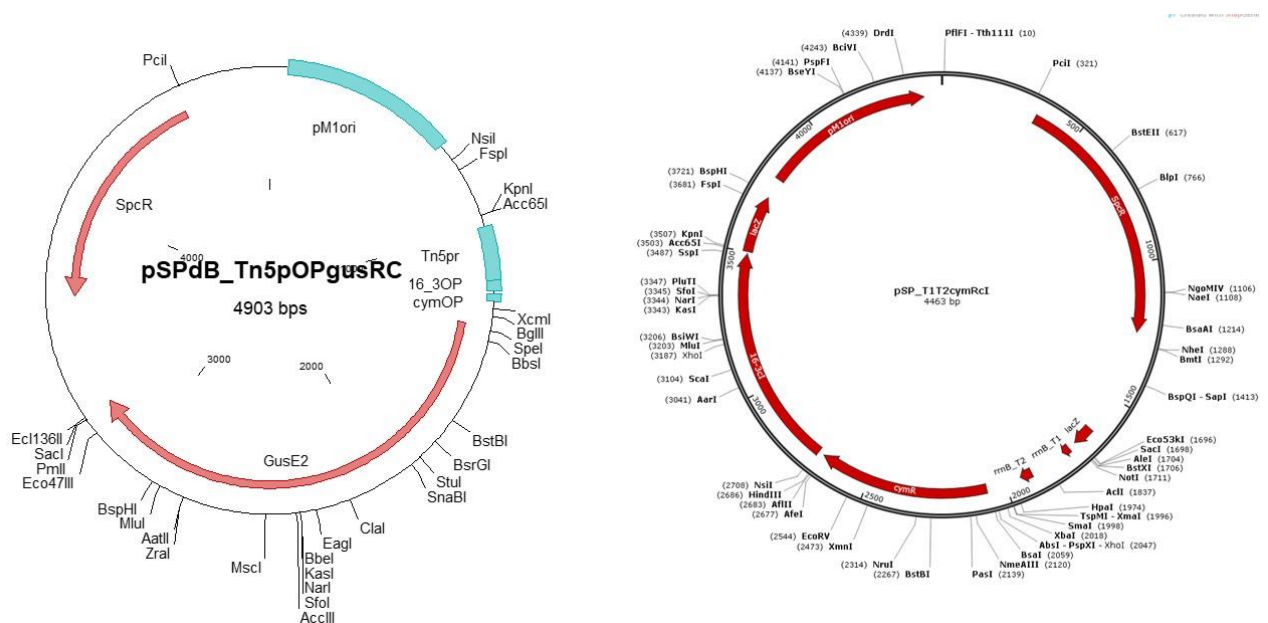 PciI
pM1ori
NsiI
FspI
KpnI
Acc65I
SpcR
Tn5pr
16_3OP
cymOP
4000
pSPdB_Tn5pOPgusRC
4903 bps
XcmI
BglII
SpeI
BbsI
3000
2000
Ecl136II
SacI
PmlI
Eco47III
GusE2
BstBI
BsrGI
StuI
SnaBI
BspHI
MluI
AatII
ZraI
MscI
ClaI
EagI
BbeI
KasI
NarI
SfoI
AccIII
(4339) DrdI
PflFI - Tth111I (10)
(4243) BciVI
(4141) PspFI
(4137) BseYI
PciI (321)
4000
pM1ori
500
BstEII (617)
BlpI (766)
SpcR
(3721) BspHI
(3681) FspI
lacZ
1000
(3507) KpnI
(3503) Acc65I
(3487) SspI
3500
(3347) PluTI
(3345) SfoI
(3344) NarI
(3343) KasI
pSP_T1T2cymRcI
4463 bp
NgoMIV (1106)
NaeI (1108)
BsaAI (1214)
(3206) BsiWI
(3203) MluI
(3187) XhoI
NheI (1288)
BmtI (1292)
16-3cI
(3104) ScaI
(3041) AarI
3000
BspQI - SapI (1413)
1500
lacZ
rrnB_T1
rrnB_T2
Eco53kI (1696)
SacI (1698)
AleI (1704)
BstXI (1706)
NotI (1711)
AclI (1837)
(2708) NsiI
(2686) HindIII
(2683) AflII
(2677) AfeI
cymR
2500
2000
HpaI (1974)
TspMI - XmaI (1996)
SmaI (1998)
XbaI (2018)
AbsI - PspXI - XhoI (2047)
BsaI (2059)
NmeAIII (2120)
PasI (2139)
(2544) EcoRV
(2473) XmnI
(2314) NruI
(2267) BstBI